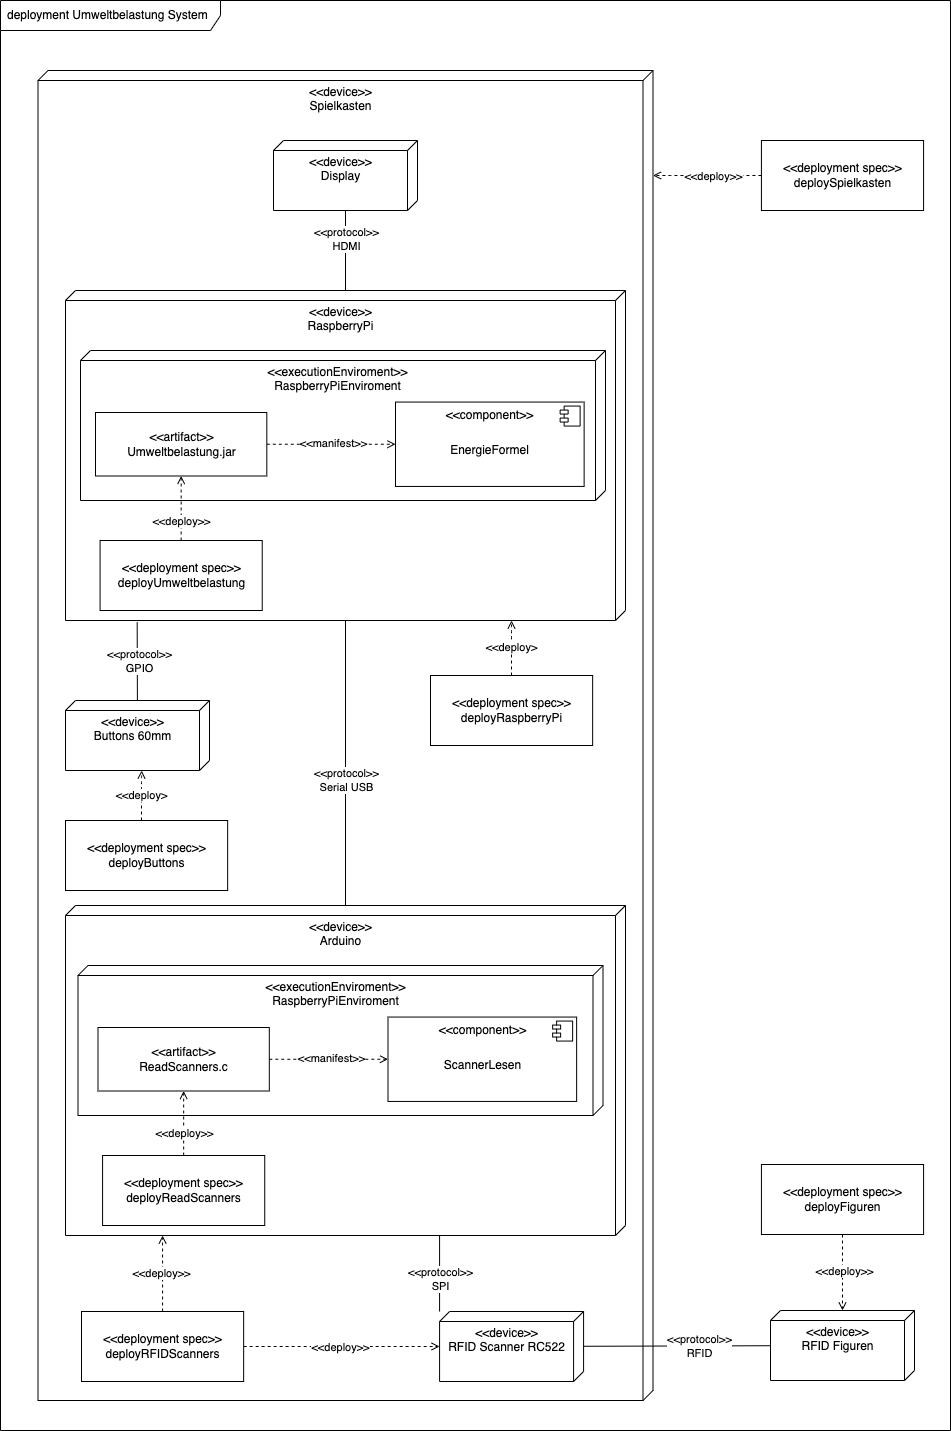 deployment Umweltbelastung System
<<device>>
Spielkasten
<<device>>
Display
<<deployment spec>>
deploySpielkasten
<<deploy>>
<<protocol>>
HDMI
<<device>>
RaspberryPi
<<executionEnviroment>>
RaspberryPiEnviroment
<<artifact>>
Umweltbelastung.jar
<<manifest>>
<<component>>
EnergieFormel
<<deploy>>
<<deployment spec>>
deployUmweltbelastung
<<protocol>>
GPIO
<<deploy>
<<deployment spec>>
deployRaspberryPi
<<device>>
Buttons 60mm
<<protocol>>
Serial USB
<<deploy>
<<deployment spec>>
deployButtons
<<device>>
Arduino
<<executionEnviroment>>
RaspberryPiEnviroment
<<artifact>>
ReadScanners.c
<<manifest>>
<<component>>
ScannerLesen
<<deploy>>
<<deployment spec>>
deployReadScanners
<<deployment spec>>
deployFiguren
<<deploy>>
<<protocol>>
SPI
<<deploy>>
<<deployment spec>>
deployRFIDScanners
<<deploy>>
<<device>>
RFID Scanner RC522
<<protocol>>
RFID
<<device>>
RFID Figuren